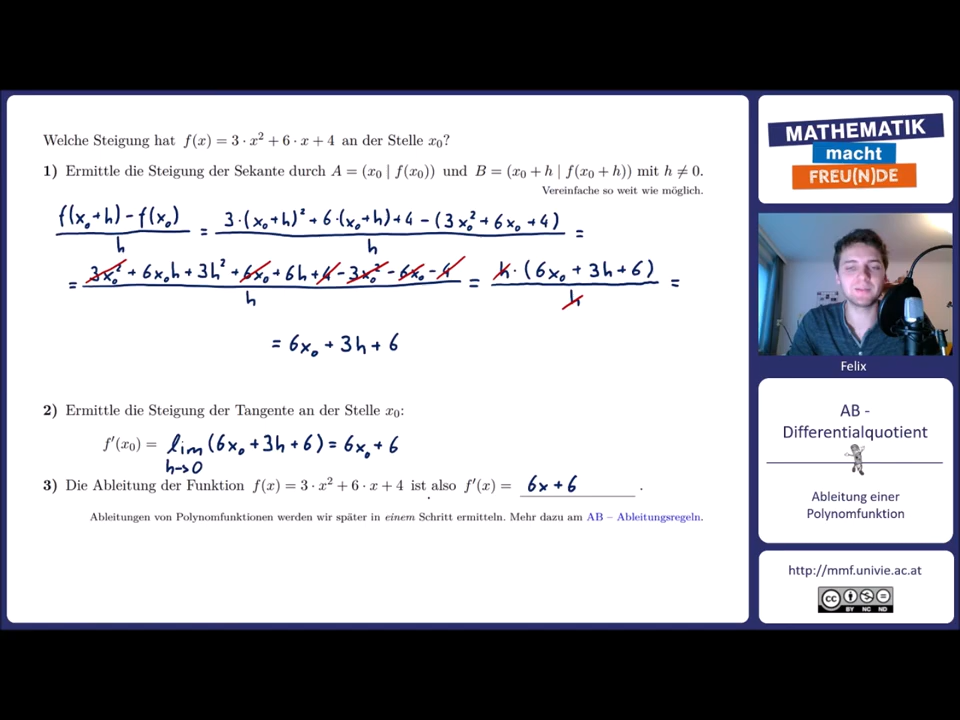 Welche Steigung hat f(x) = 3 · x² + 6 · x + 4 an der Stelle x₀?
1) Ermittle die Steigung der Sekante durch A = (x₀ | f(x₀)) und B = (x₀ + h | f(x₀ + h)) mit h ≠ 0.
Vereinfache so weit wie möglich.
f(x₀+h) − f(x₀) / h = 3·(x₀+h)² + 6·(x₀+h) + 4 − (3x₀² + 6x₀ + 4) / h =
= 3x₀² + 6x₀h + 3h² + 6x₀ + 6h + 4 − 3x₀² − 6x₀ − 4 / h = h · (6x₀ + 3h + 6) / h =
= 6x₀ + 3h + 6
2) Ermittle die Steigung der Tangente an der Stelle x₀:
f′(x₀) = lim h→0 (6x₀ + 3h + 6) = 6x₀ + 6
3) Die Ableitung der Funktion f(x) = 3 · x² + 6 · x + 4 ist also f′(x) = 6x + 6 .
Ableitungen von Polynomfunktionen werden wir später in einem Schritt ermitteln. Mehr dazu am AB – Ableitungsregeln.
MATHEMATIK
macht
FREU(N)DE
Felix
AB -
Differentialquotient
Ableitung einer
Polynomfunktion
http://mmf.univie.ac.at
cc
BY NC ND